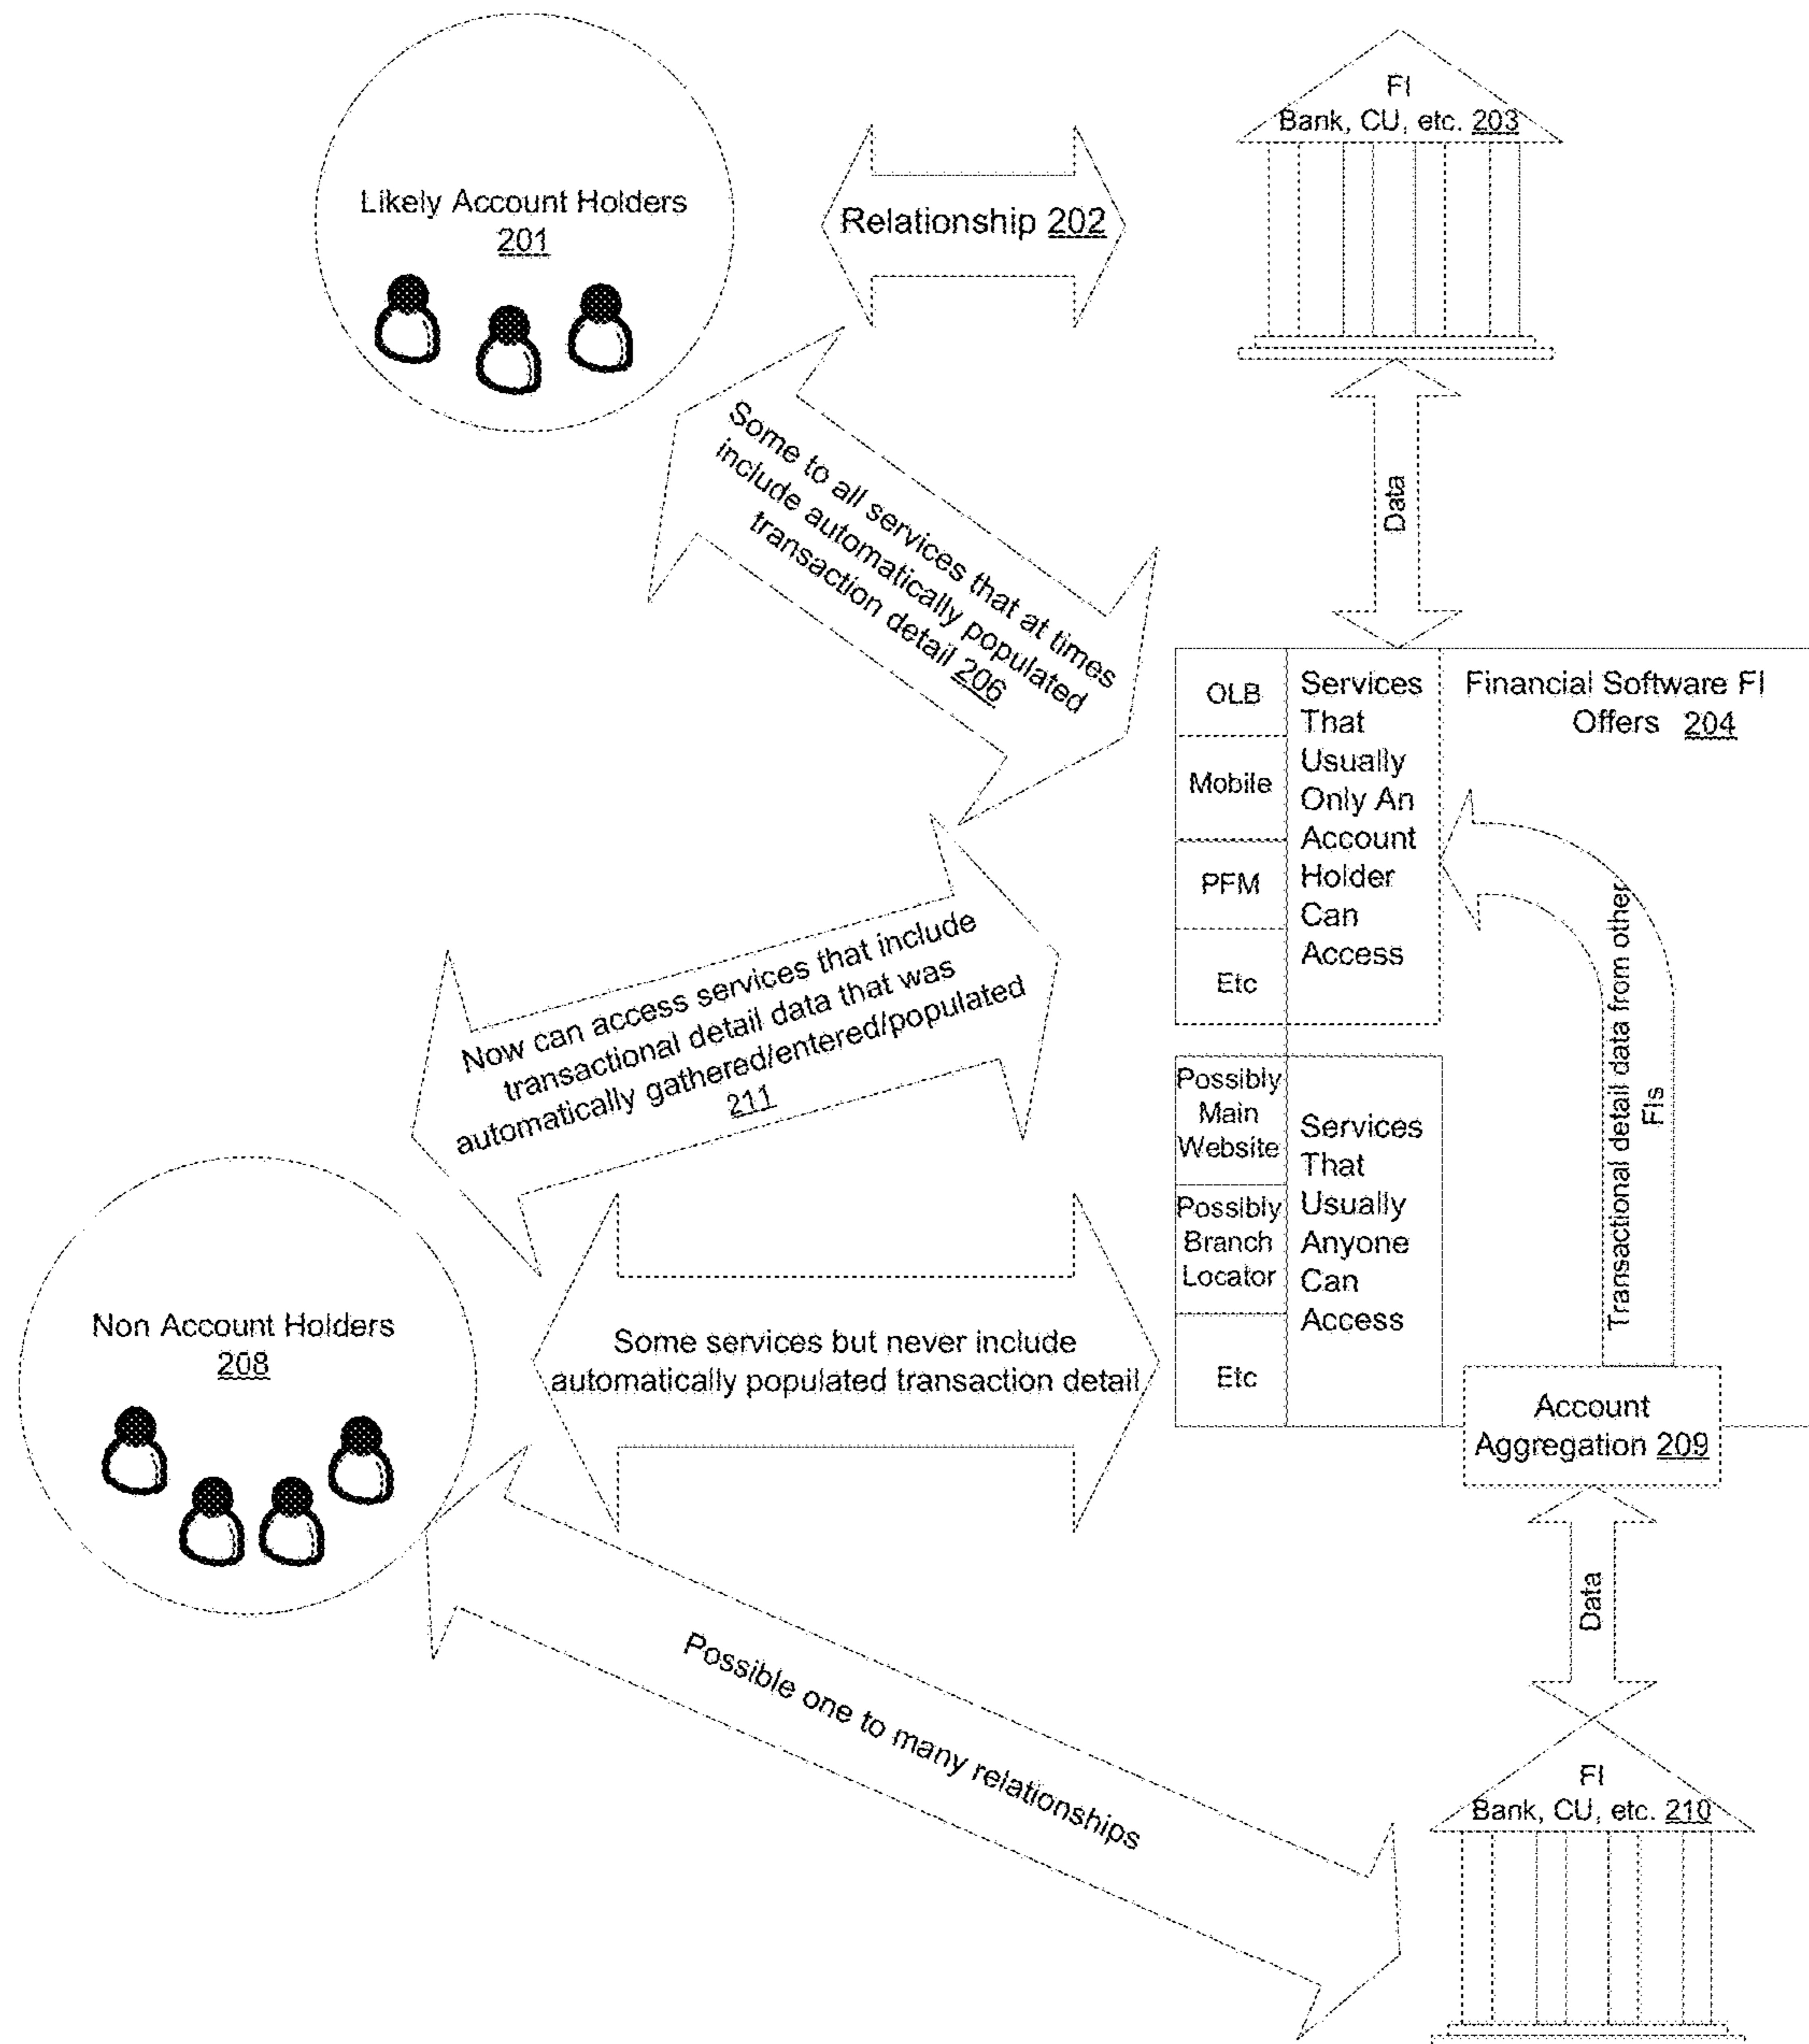 FI
Bank, CU, etc. 203
Likely Account Holders
201
Relationship 202
Some to all services that at times
include automatically populated
transaction detail 206
Data
OLB
Mobile
PFM
Etc
Services
That
Usually
Only An
Account
Holder
Can
Access
Financial Software FI
Offers 204
Transactional detail data from other
FIs
Now can access services that include
transactional detail data that was
automatically gathered/entered/populated
211
Possibly
Main
Website
Possibly
Branch
Locator
Etc
Services
That
Usually
Anyone
Can
Access
Non Account Holders
208
Some services but never include
automatically populated transaction detail
Account
Aggregation 209
Data
Possible one to many relationships
FI
Bank, CU, etc. 210